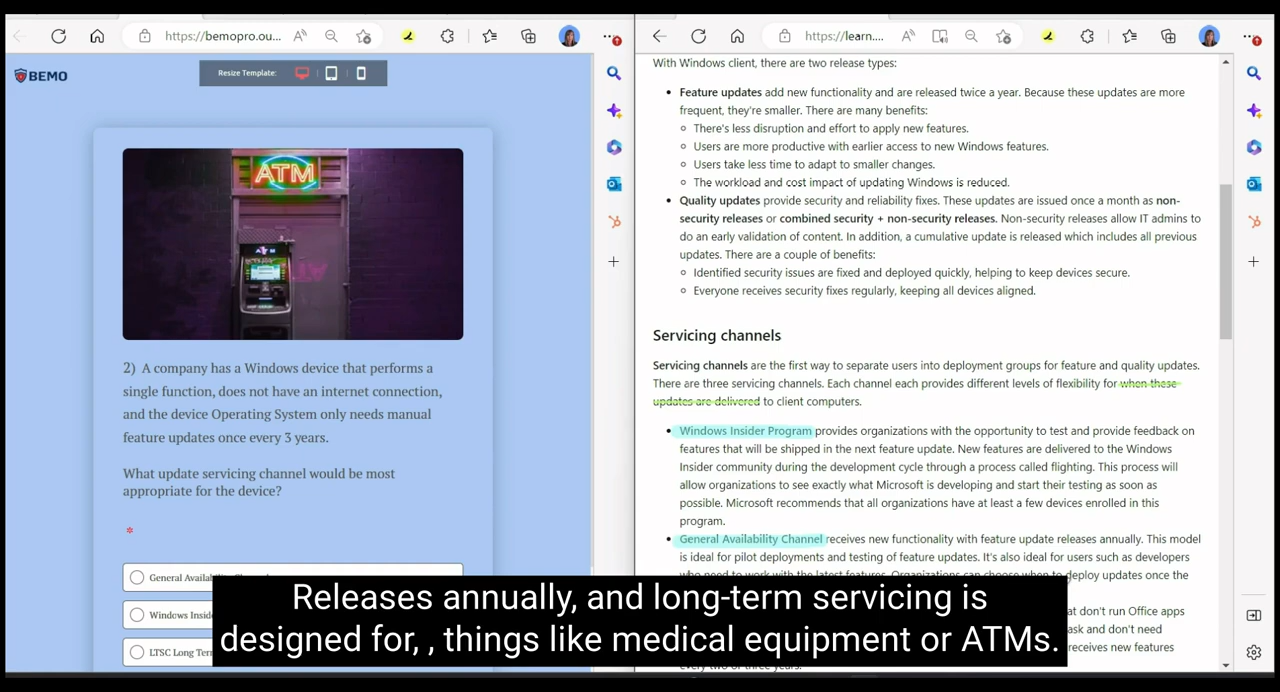 https://bemopro.ou...
https://learn....
BEMO
Resize Template:
ATM
2) A company has a Windows device that performs a
single function, does not have an internet connection,
and the device Operating System only needs manual
feature updates once every 3 years.
What update servicing channel would be most
appropriate for the device?
*
General Availa
Windows Insid
LTSC Long Ter
With Windows client, there are two release types:
Feature updates add new functionality and are released twice a year. Because these updates are more
frequent, they're smaller. There are many benefits:
There's less disruption and effort to apply new features.
Users are more productive with earlier access to new Windows features.
Users take less time to adapt to smaller changes.
The workload and cost impact of updating Windows is reduced.
Quality updates provide security and reliability fixes. These updates are issued once a month as non-
security releases or combined security + non-security releases. Non-security releases allow IT admins to
do an early validation of content. In addition, a cumulative update is released which includes all previous
updates. There are a couple of benefits:
Identified security issues are fixed and deployed quickly, helping to keep devices secure.
Everyone receives security fixes regularly, keeping all devices aligned.
Servicing channels
Servicing channels are the first way to separate users into deployment groups for feature and quality updates.
There are three servicing channels. Each channel each provides different levels of flexibility for when these
updates are delivered to client computers.
Windows Insider Program provides organizations with the opportunity to test and provide feedback on
features that will be shipped in the next feature update. New features are delivered to the Windows
Insider community during the development cycle through a process called flighting. This process will
allow organizations to see exactly what Microsoft is developing and start their testing as soon as
possible. Microsoft recommends that all organizations have at least a few devices enrolled in this
program.
General Availability Channel receives new functionality with feature update releases annually. This model
is ideal for pilot deployments and testing of feature updates. It's also ideal for users such as developers
who need to work with the latest features. Organizations can choose when to deploy updates once the
at don't run Office apps
ask and don't need
receives new features
every two or three years.
Releases annually, and long-term servicing is
designed for, , things like medical equipment or ATMs.